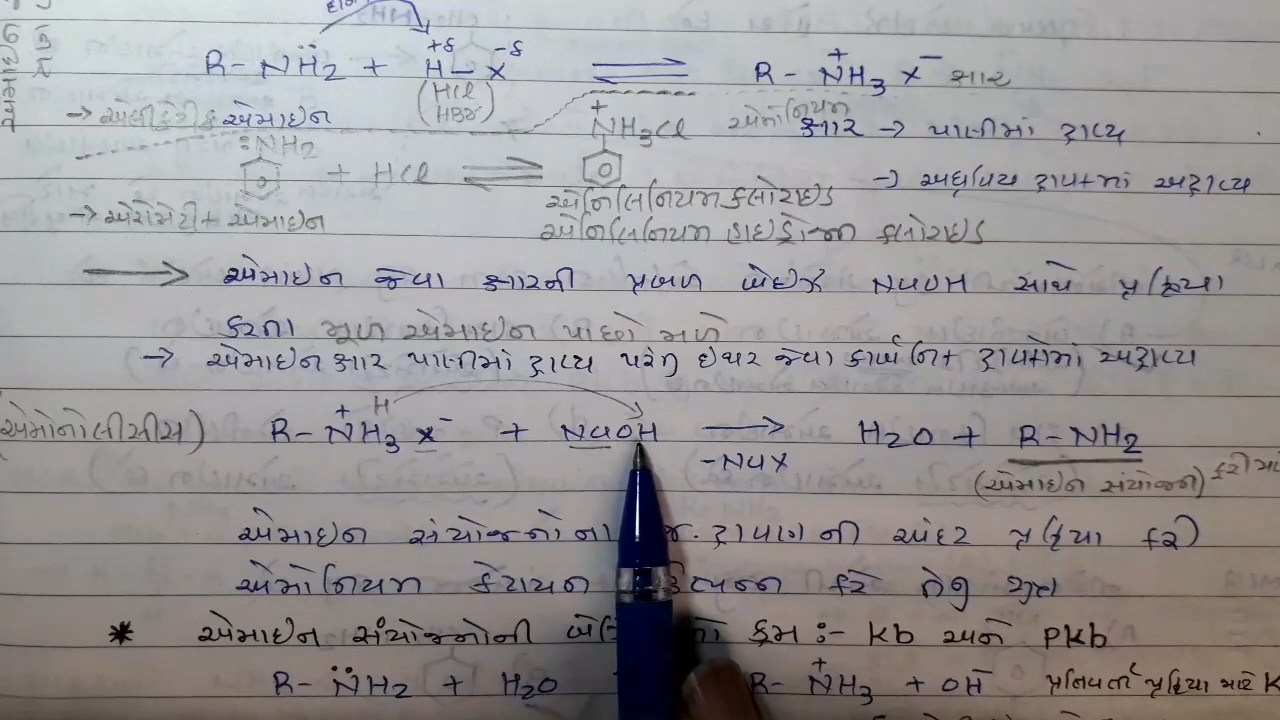 +δ -δ
R-N̈H2 + H-X ⇌ R-N⁺H3 X⁻ ક્ષાર
(HCl
HBr)
→ એલીફેટીક એમાઇન
એમોનિયમ
ક્ષાર → પાણીમાં દ્રાવ્ય
:NH2 + HCl ⇌ N⁺H3Cl
→ અધ્રુવિય દ્રાવકમાં અદ્રાવ્ય
→ એરોમેટીક એમાઇન
એનિલિનિયમ ક્લોરાઇડ
એનિલિનિયમ હાઇડ્રોજન ક્લોરાઇડ
→ એમાઇન જેવા ક્ષારની પ્રબળ બેઇઝ NaOH સાથે પ્રક્રિયા
કરતા મૂળ એમાઇન પાછો મળે
→ એમાઇન ક્ષાર પાણીમાં દ્રાવ્ય પરંતુ ઇથર જેવા કાર્બનિક દ્રાવકોમાં અદ્રાવ્ય
H
(એમોનોલીસીસ) R-N⁺H3 X⁻ + NaOH → H2O + R-NH2
-NaX
(એમાઇન સંયોજન) ફરી
એમાઇન સંયોજનોના જ. દ્રાવણની અંદર પ્રક્રિયા કરી
એમોનિયમ કેટાયન ઉત્પન્ન કરે તેનું
* એમાઇન સંયોજનોની ક્રમ :- Kb અને PKb
R-N̈H2 + H2O R-N⁺H3 + OH⁻ પ્રતિવર્તી પ્રક્રિયા માટે K